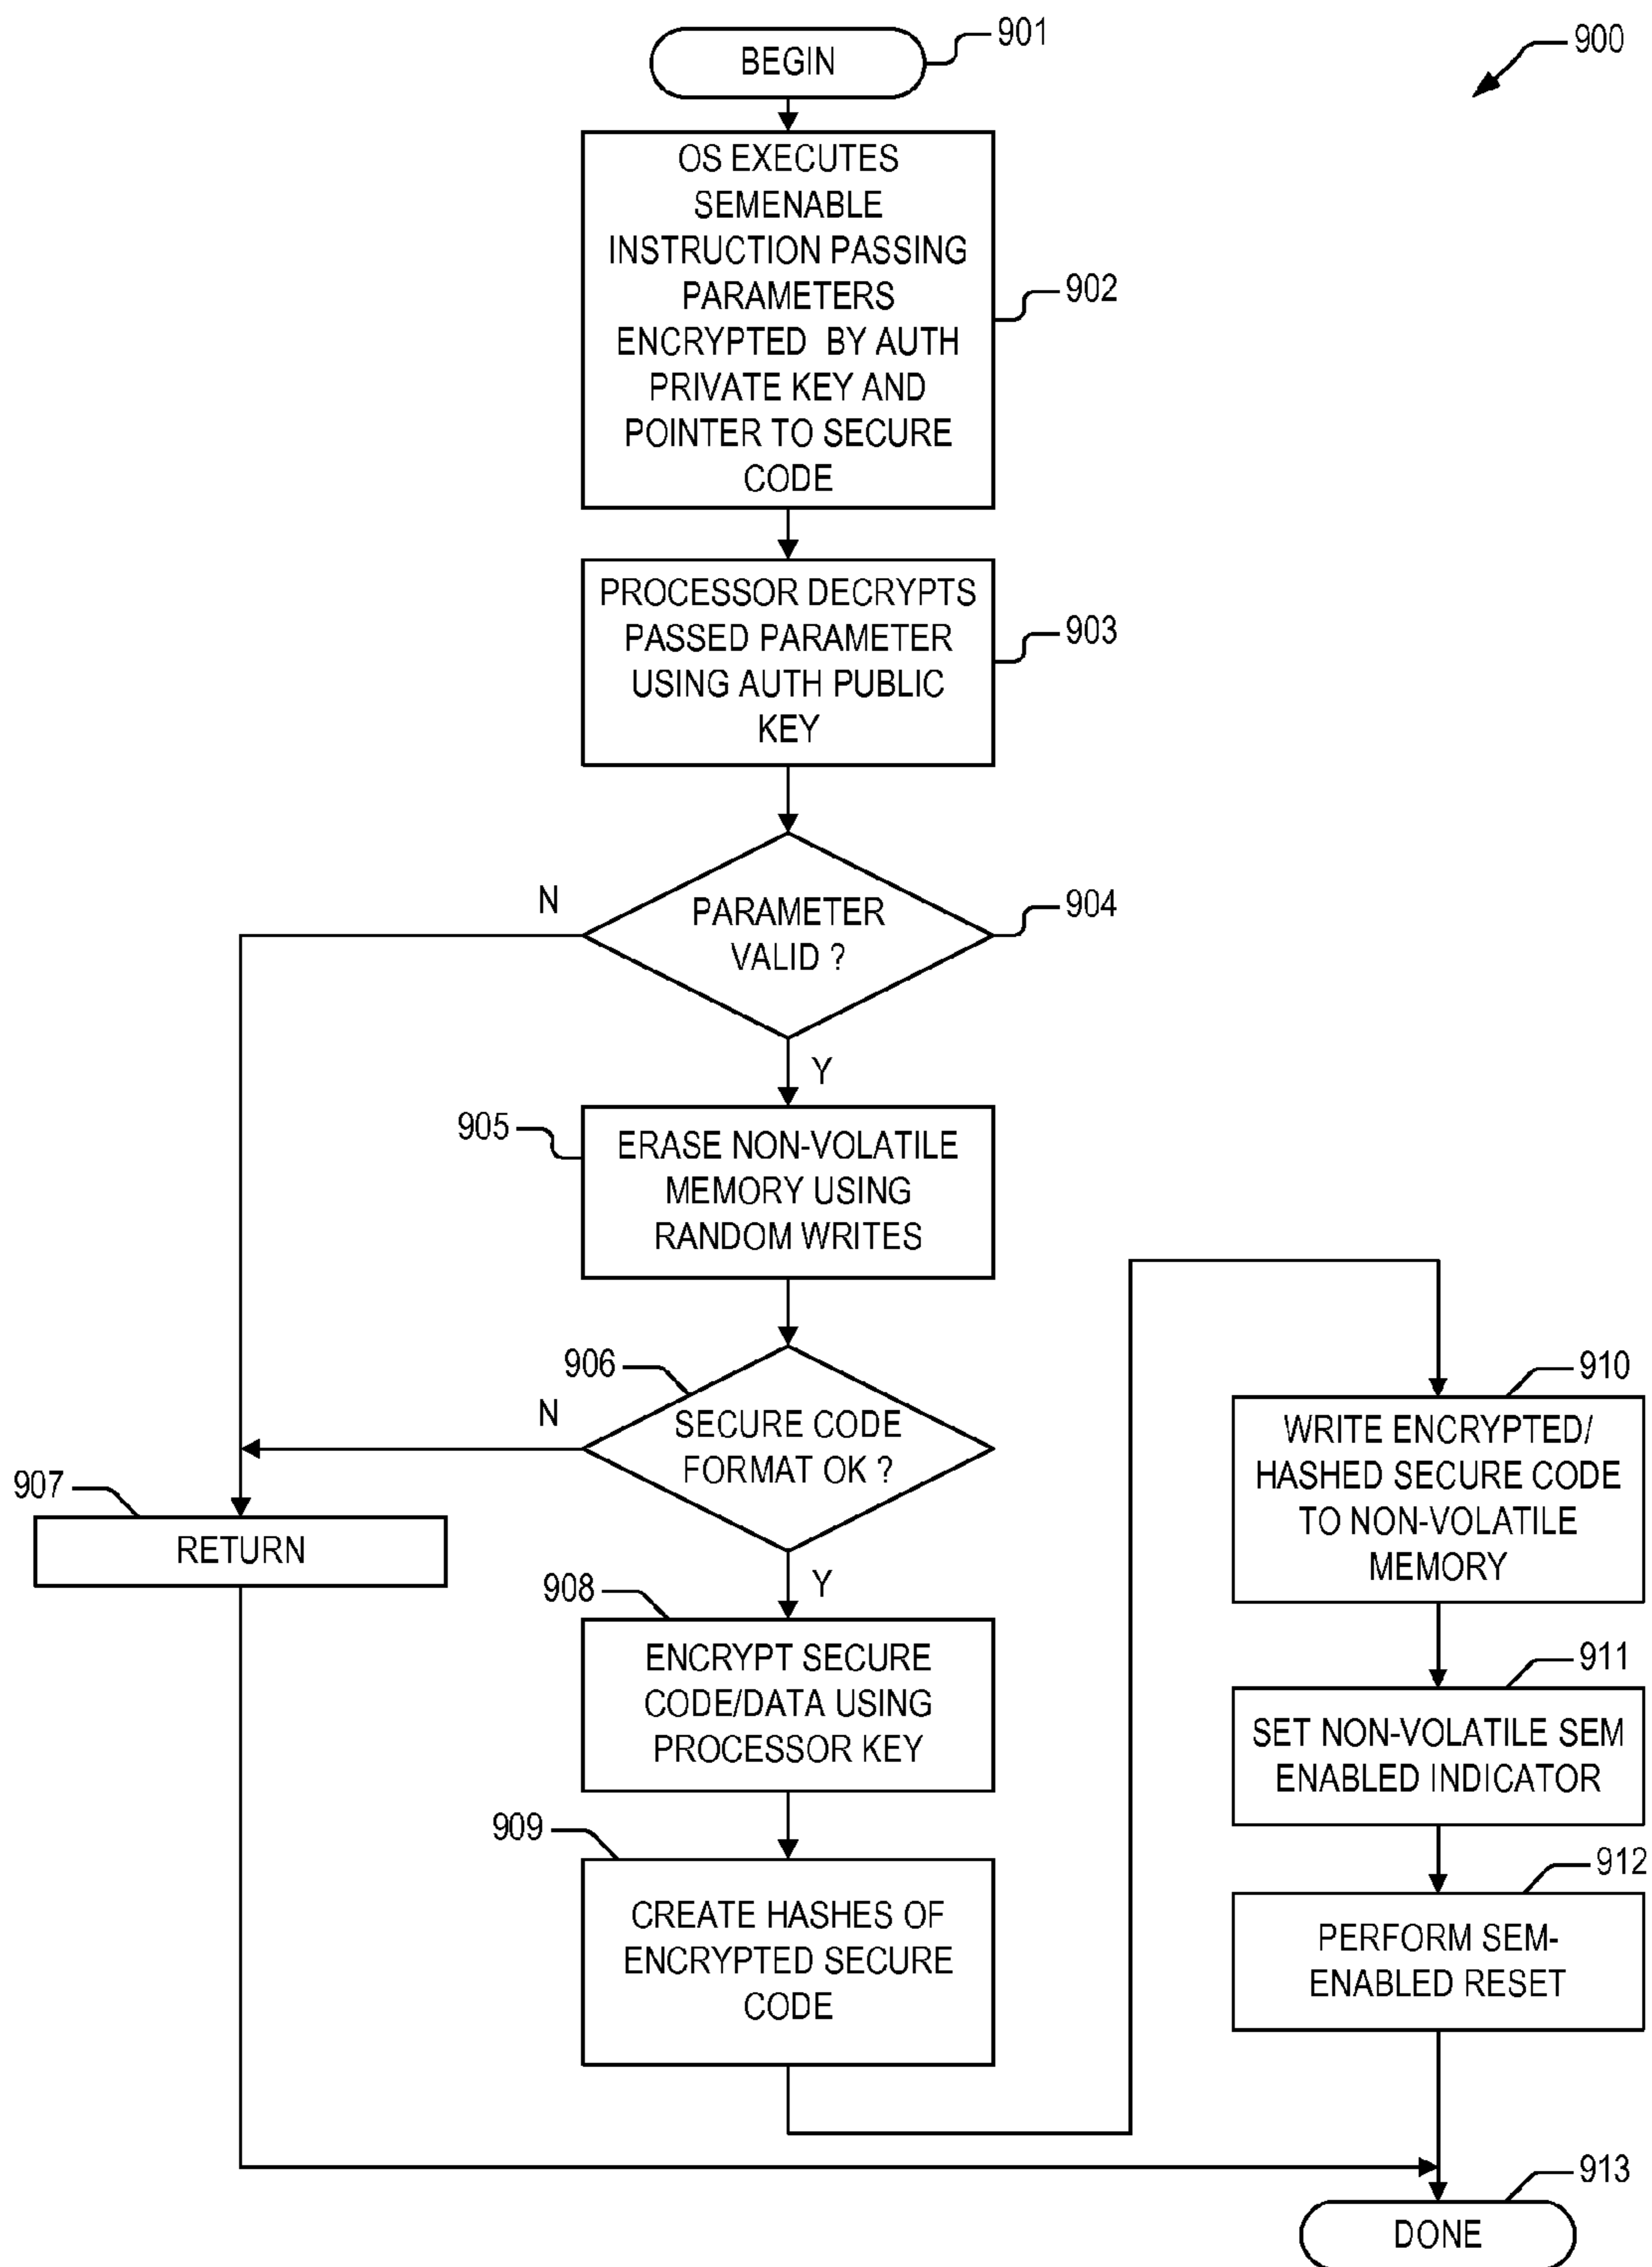 BEGIN
901
900
OS EXECUTES
SEMENABLE
INSTRUCTION PASSING
PARAMETERS
ENCRYPTED BY AUTH
PRIVATE KEY AND
POINTER TO SECURE
CODE
902
PROCESSOR DECRYPTS
PASSED PARAMETER
USING AUTH PUBLIC
KEY
903
N
PARAMETER
VALID ?
904
Y
905
ERASE NON-VOLATILE
MEMORY USING
RANDOM WRITES
906
N
SECURE CODE
FORMAT OK ?
907
RETURN
Y
908
ENCRYPT SECURE
CODE/DATA USING
PROCESSOR KEY
909
CREATE HASHES OF
ENCRYPTED SECURE
CODE
910
WRITE ENCRYPTED/
HASHED SECURE CODE
TO NON-VOLATILE
MEMORY
911
SET NON-VOLATILE SEM
ENABLED INDICATOR
912
PERFORM SEM-
ENABLED RESET
913
DONE